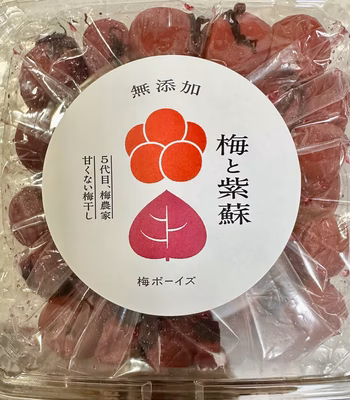 無添加
梅と紫蘇
5代目、梅農家
甘くない梅干し
梅ボーイズ